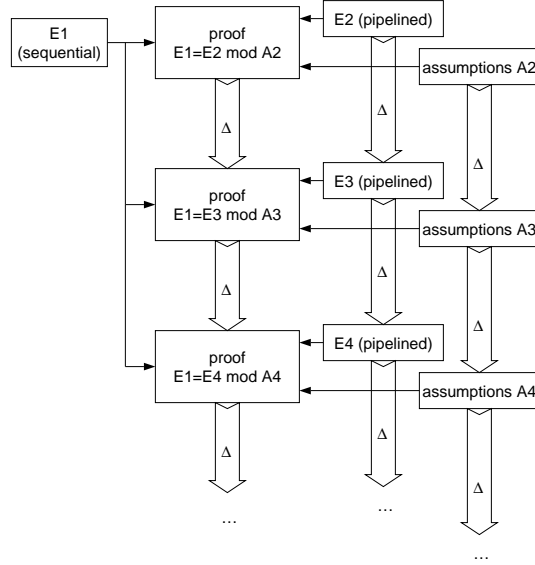 E1
(sequential)
proof
E1=E2 mod A2
E2 (pipelined)
assumptions A2
Δ
Δ
Δ
proof
E1=E3 mod A3
E3 (pipelined)
assumptions A3
Δ
Δ
Δ
proof
E1=E4 mod A4
E4 (pipelined)
assumptions A4
Δ
Δ
Δ
...
...
...